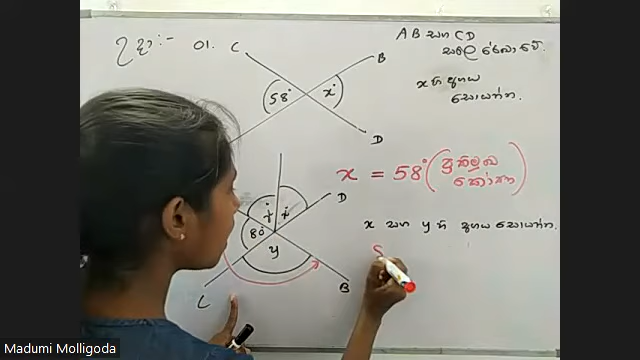 උදා:- 01.
C
B
58°
x°
D
AB සහ CD
සරල රේඛා වේ.
x හි අගය
සොයන්න.
x = 58° (ප්‍රතිමුඛ
කෝණ)
D
x
x
80°
y
C
B
x සහ y හි අගය සොයන්න.
Madumi Molligoda